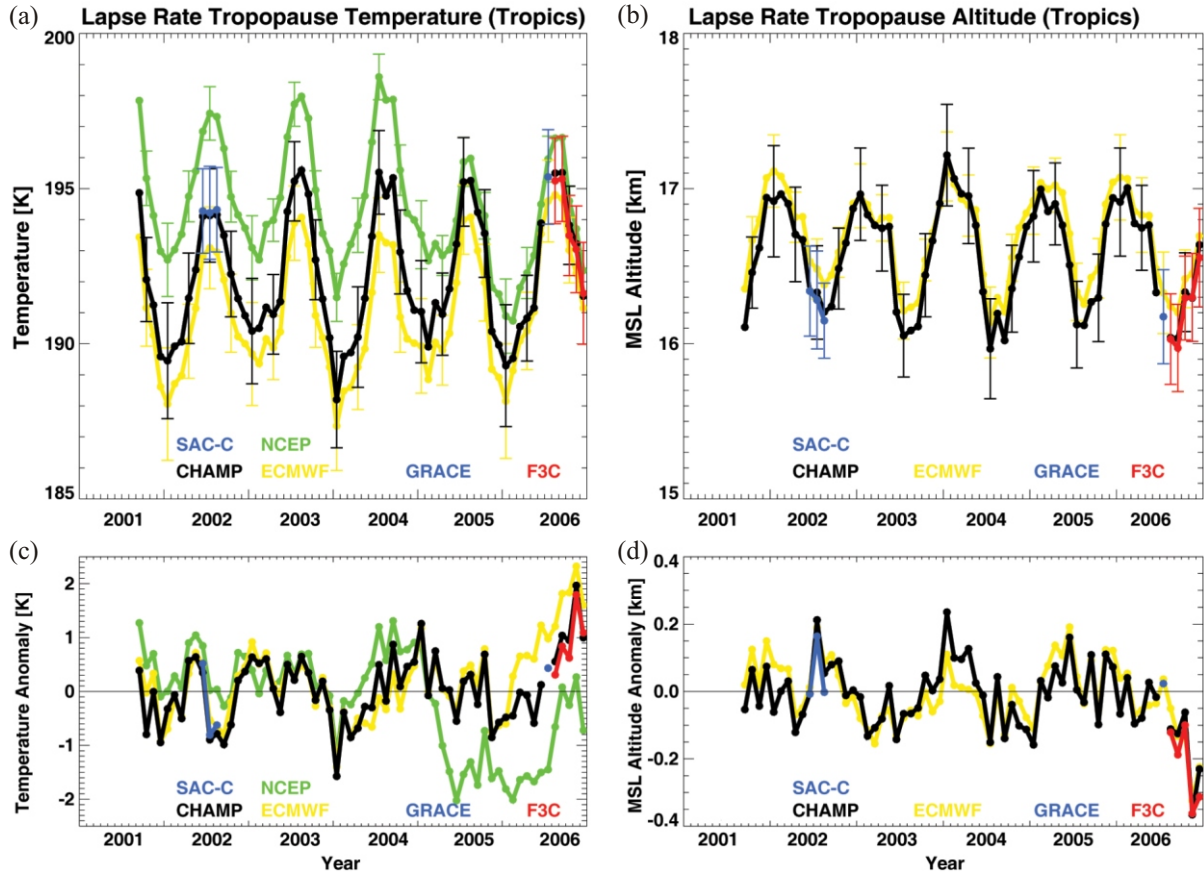 (a) Lapse Rate Tropopause Temperature (Tropics)
200
195
190
185
Temperature [K]
SAC-C NCEP
CHAMP ECMWF GRACE F3C
2001 2002 2003 2004 2005 2006
(b) Lapse Rate Tropopause Altitude (Tropics)
18
17
16
15
MSL Altitude [km]
SAC-C
CHAMP ECMWF GRACE F3C
2001 2002 2003 2004 2005 2006
(c)
2
1
0
-1
-2
Temperature Anomaly [K]
SAC-C NCEP
CHAMP ECMWF GRACE F3C
2001 2002 2003 2004 2005 2006
Year
(d)
0.4
0.2
0.0
-0.2
-0.4
MSL Altitude Anomaly [km]
SAC-C
CHAMP ECMWF GRACE F3C
2001 2002 2003 2004 2005 2006
Year